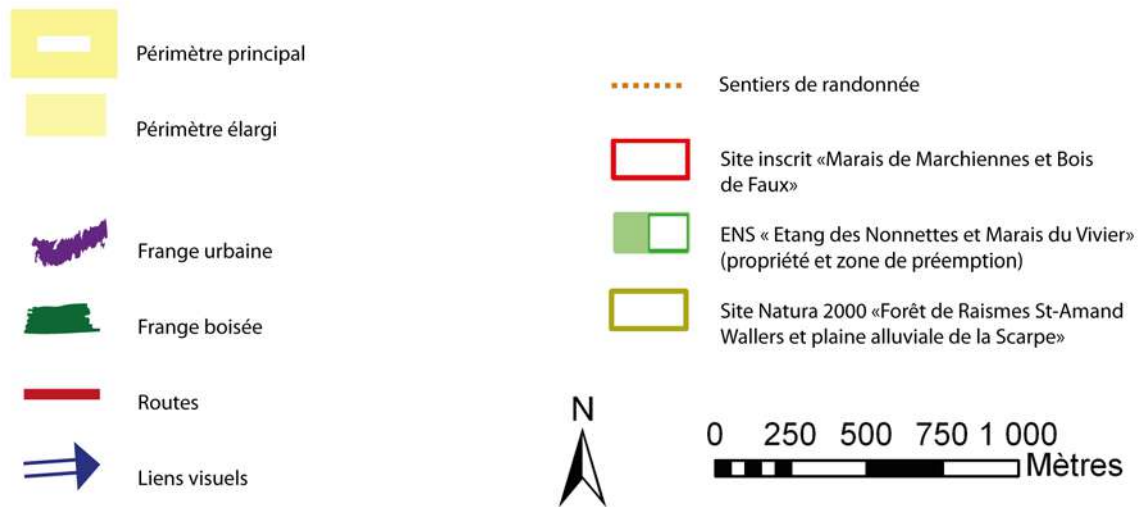 Périmètre principal
Périmètre élargi
Frange urbaine
Frange boisée
Routes
Liens visuels
Sentiers de randonnée
Site inscrit «Marais de Marchiennes et Bois
de Faux»
ENS « Etang des Nonnettes et Marais du Vivier»
(propriété et zone de préemption)
Site Natura 2000 «Forêt de Raismes St-Amand
Wallers et plaine alluviale de la Scarpe»
N
0 250 500 750 1 000
Mètres